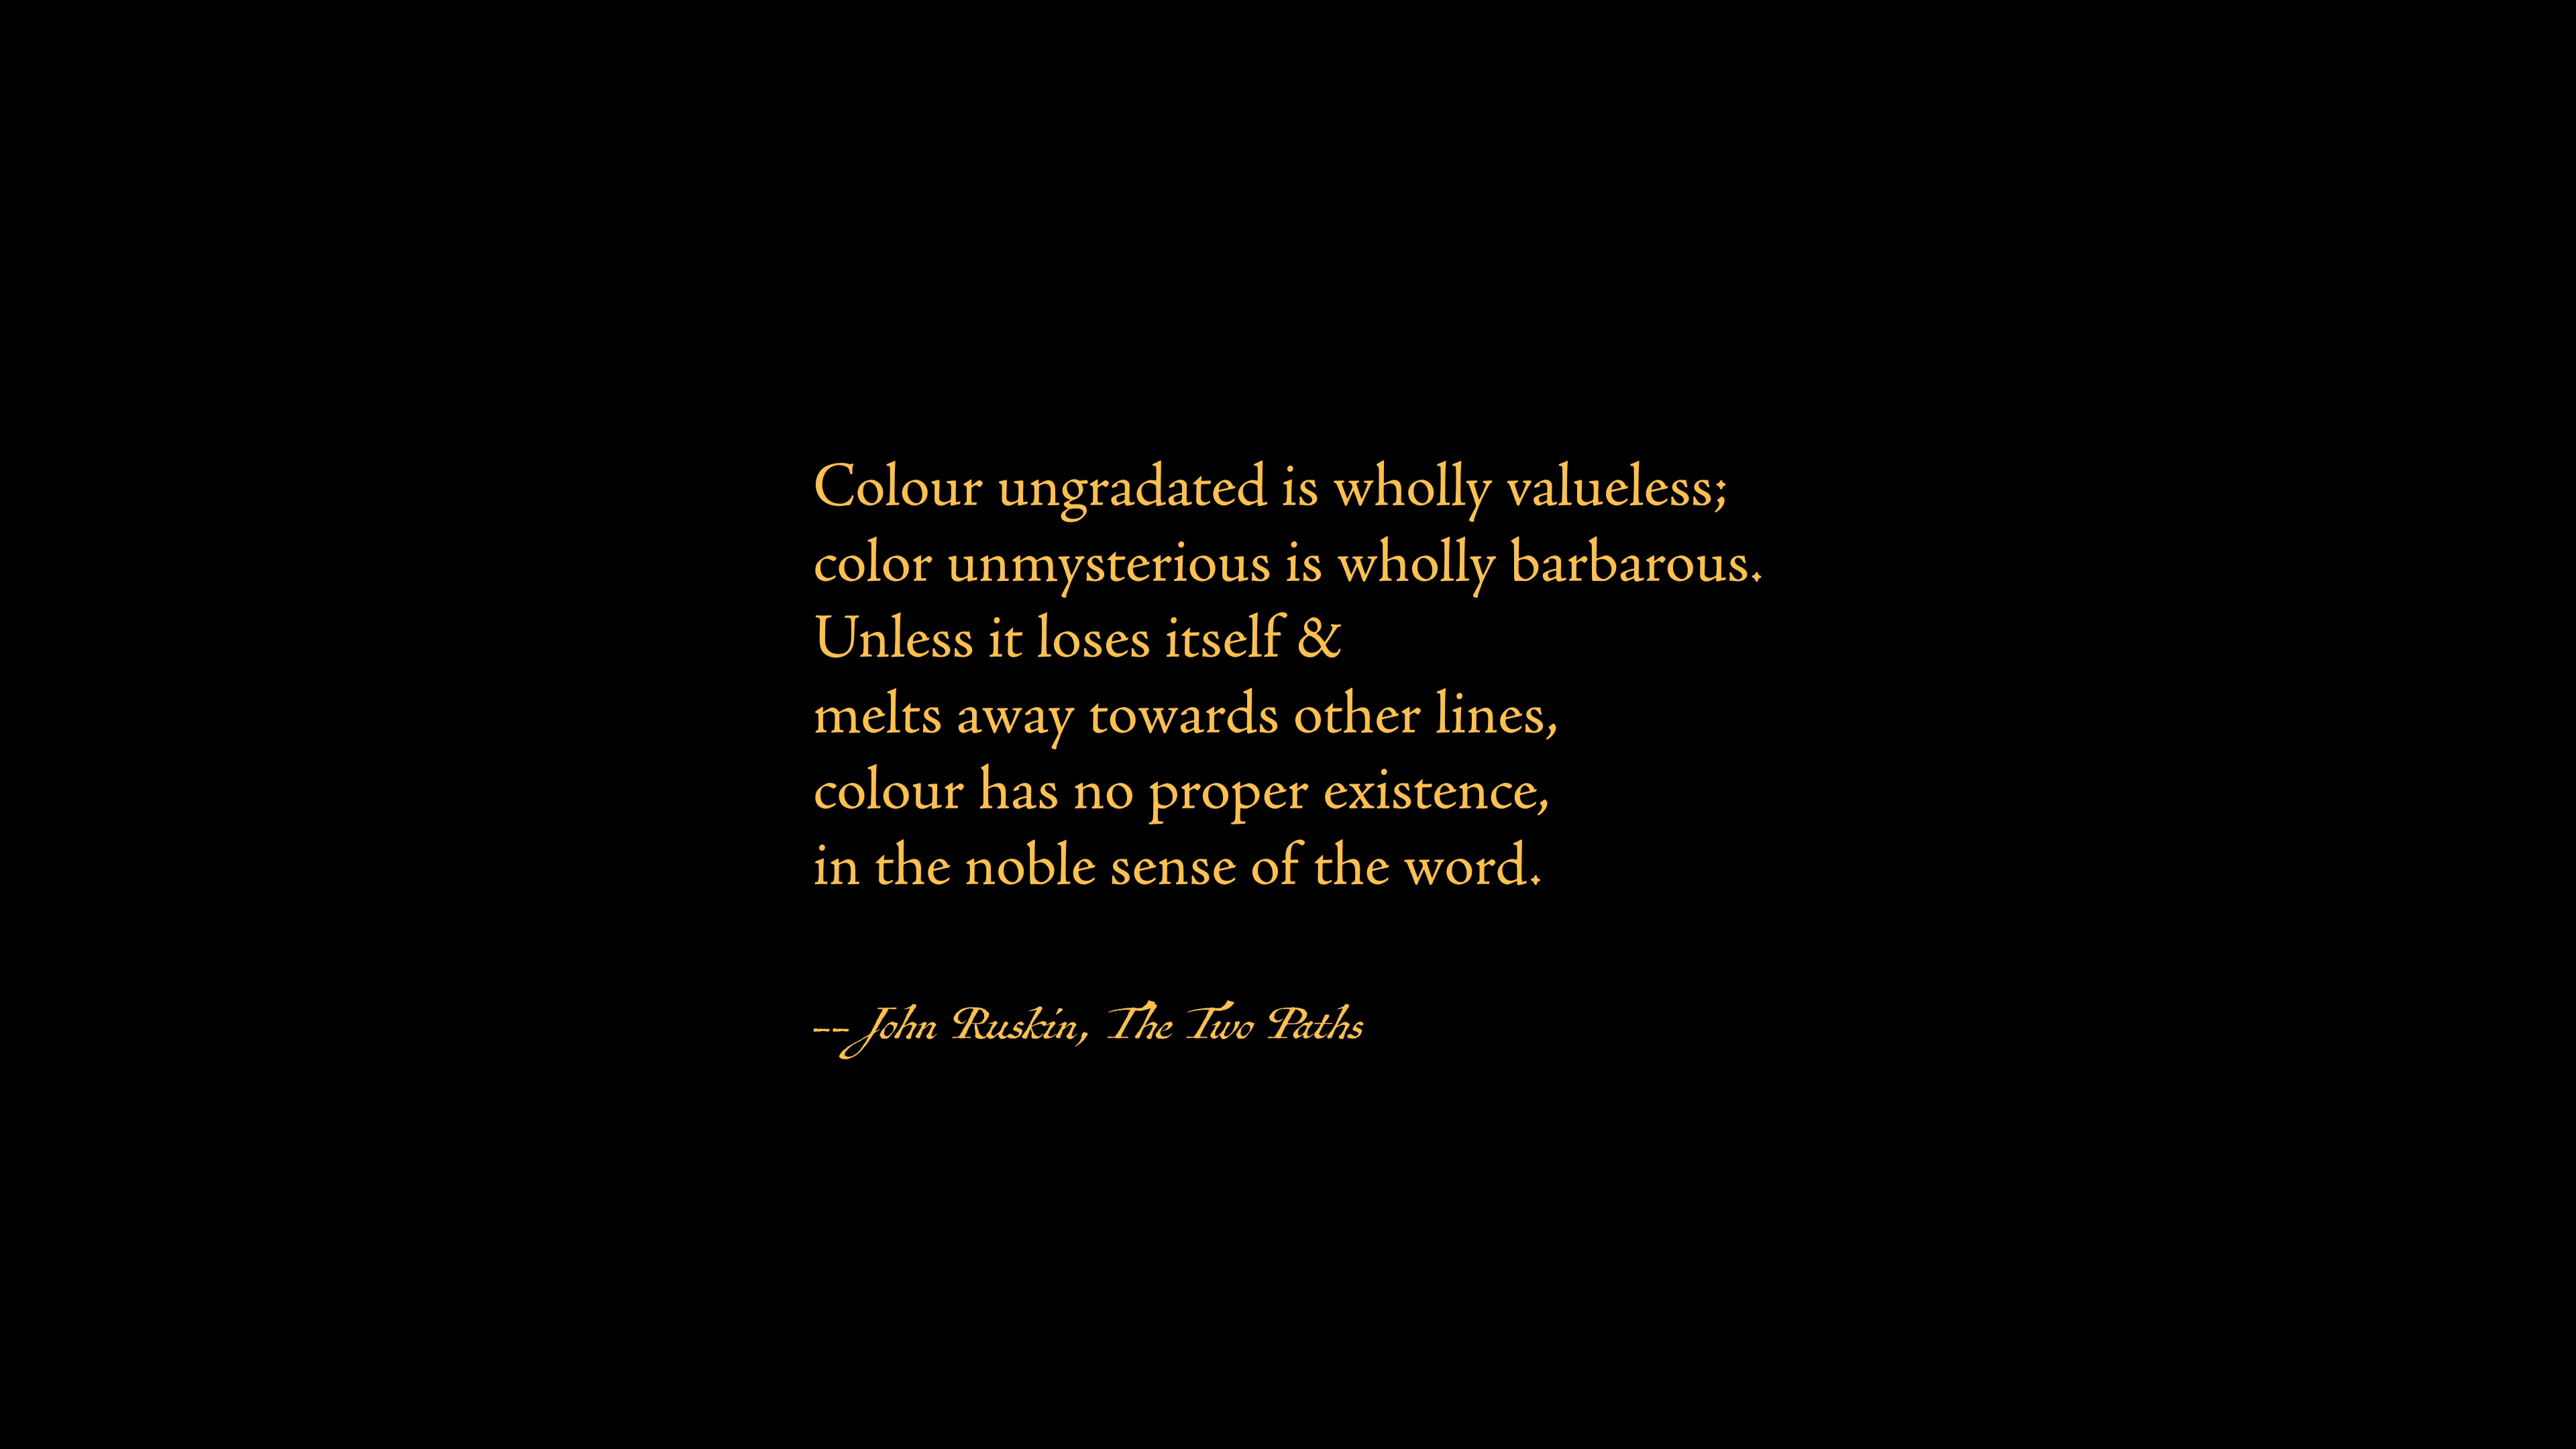 Colour ungradated is wholly valueless;
color unmysterious is wholly barbarous.
Unless it loses itself &
melts away towards other lines,
colour has no proper existence,
in the noble sense of the word.
-- John Ruskin, The Two Paths